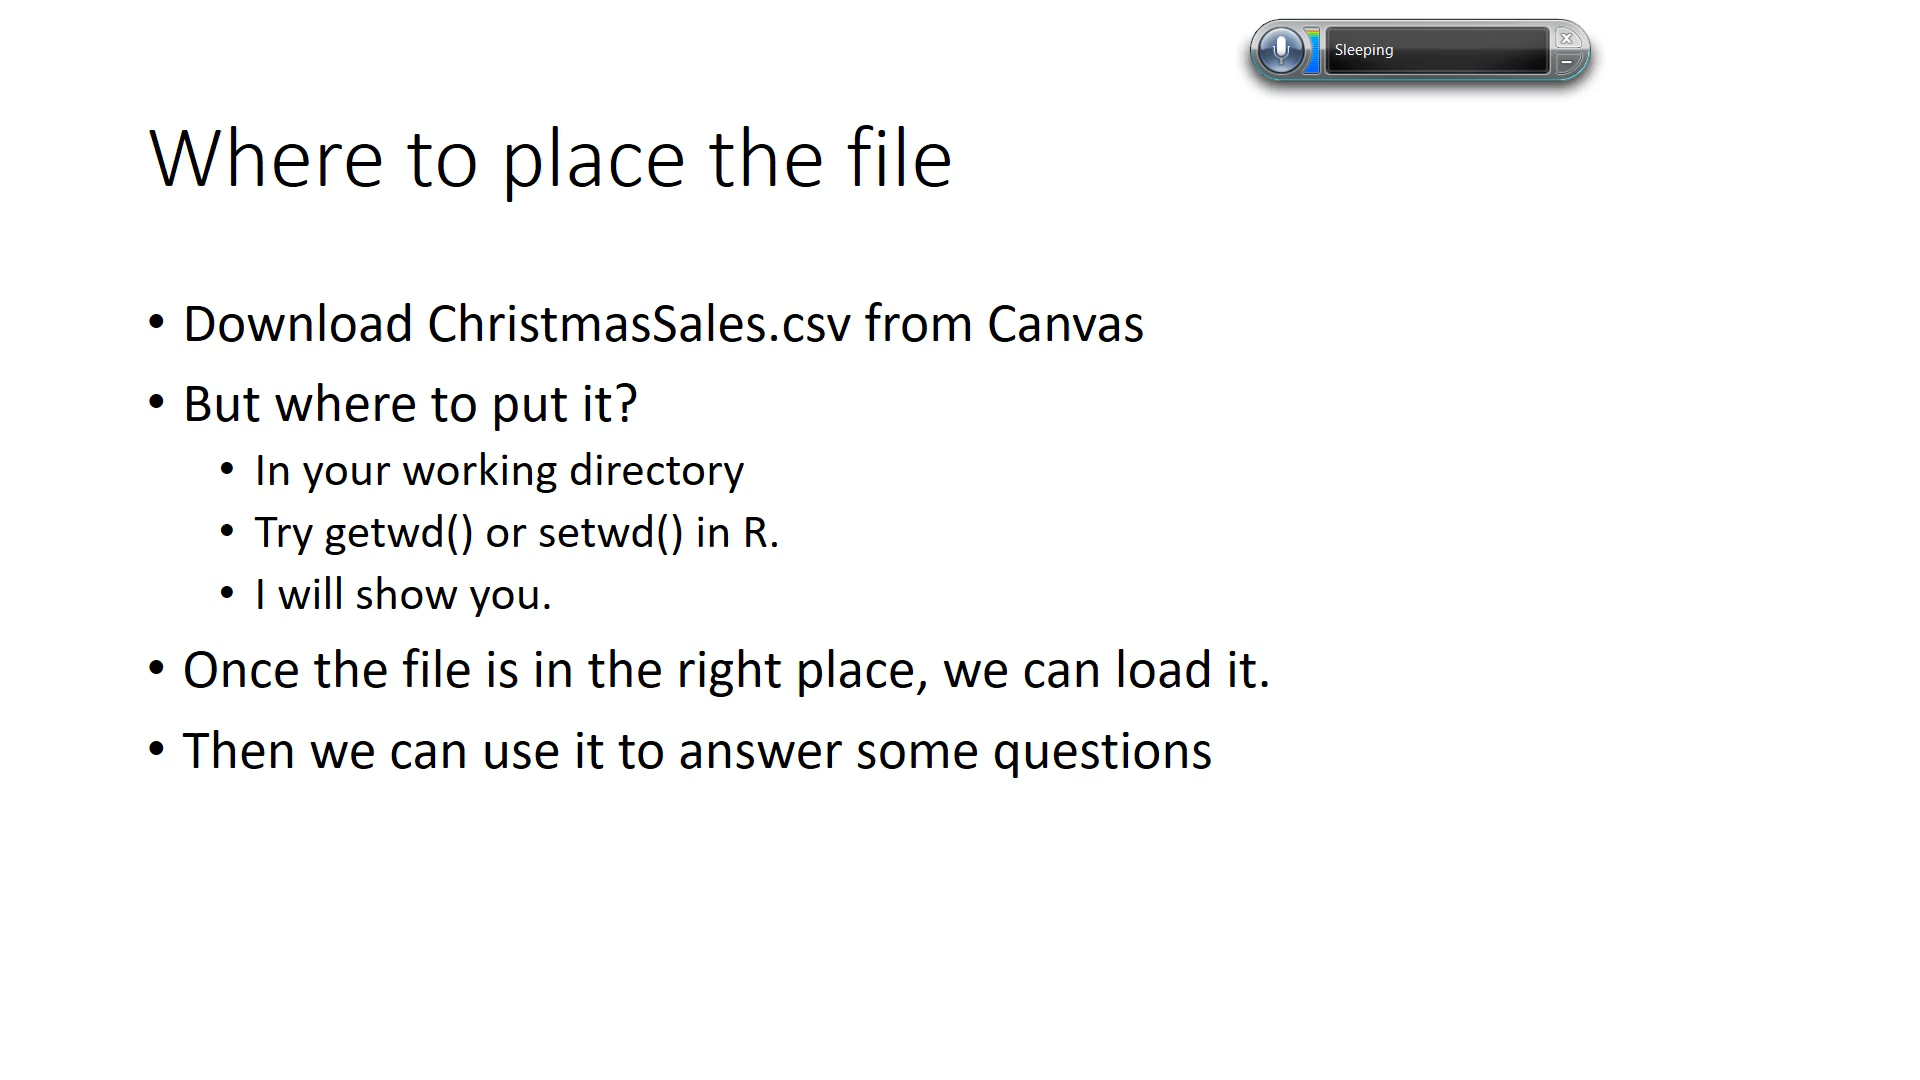 Sleeping
Where to place the file
• Download ChristmasSales.csv from Canvas
• But where to put it?
• In your working directory
• Try getwd() or setwd() in R.
• I will show you.
• Once the file is in the right place, we can load it.
• Then we can use it to answer some questions